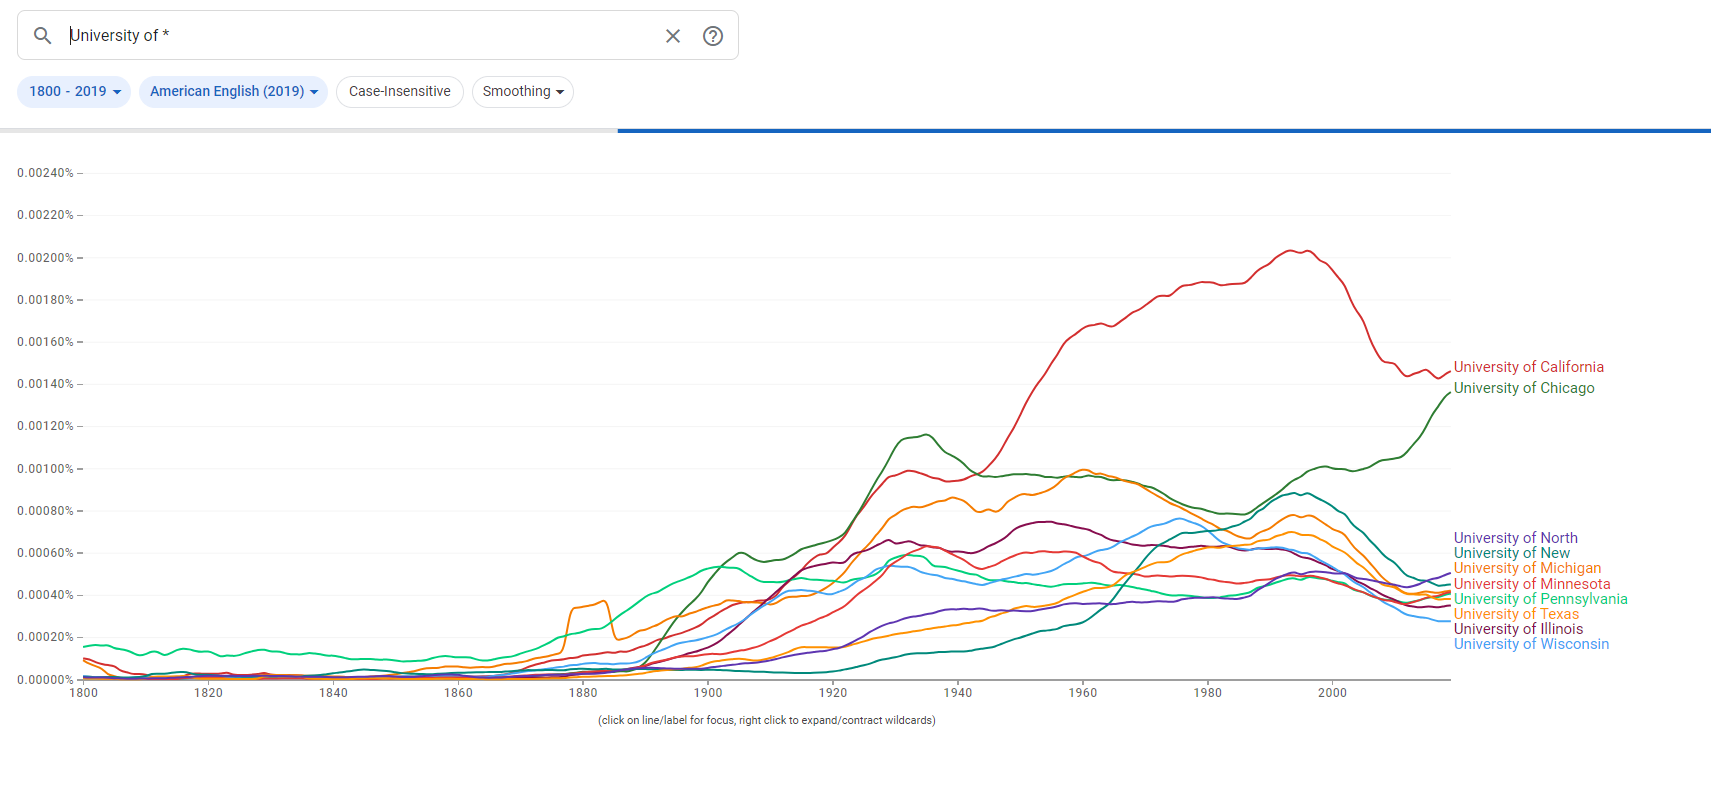 University of *
1800 - 2019 American English (2019) Case-Insensitive Smoothing
0.00240%
0.00220%
0.00200%
0.00180%
0.00160%
0.00140%
0.00120%
0.00100%
0.00080%
0.00060%
0.00040%
0.00020%
0.00000%
University of California
University of Chicago
University of North
University of New
University of Michigan
University of Minnesota
University of Pennsylvania
University of Texas
University of Illinois
University of Wisconsin
1800 1820 1840 1860 1880 1900 1920 1940 1960 1980 2000
(click on line/label for focus, right click to expand/contract wildcards)